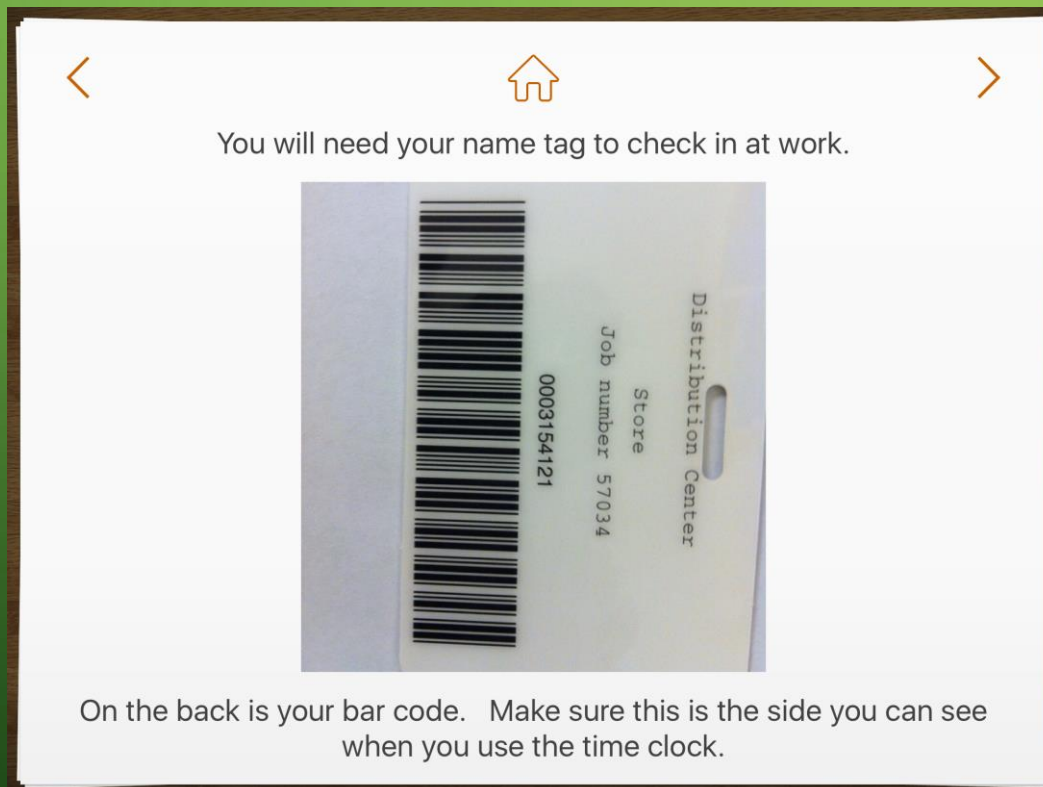 You will need your name tag to check in at work.
Distribution Center
Store
Job number 57034
0003154121
On the back is your bar code.   Make sure this is the side you can see
when you use the time clock.